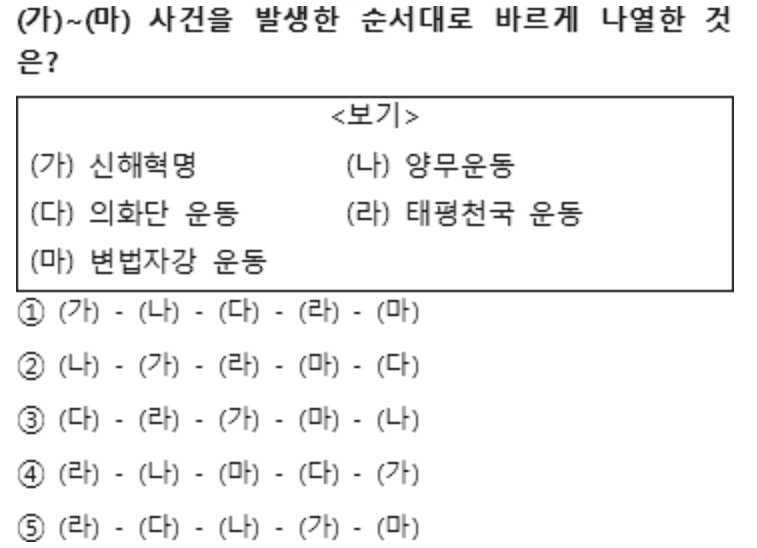 (가)~(마) 사건을 발생한 순서대로 바르게 나열한 것
은?
<보기>
(가) 신해혁명 (나) 양무운동
(다) 의화단 운동 (라) 태평천국 운동
(마) 변법자강 운동
① (가) - (나) - (다) - (라) - (마)
② (나) - (가) - (라) - (마) - (다)
③ (다) - (라) - (가) - (마) - (나)
④ (라) - (나) - (마) - (다) - (가)
⑤ (라) - (다) - (나) - (가) - (마)